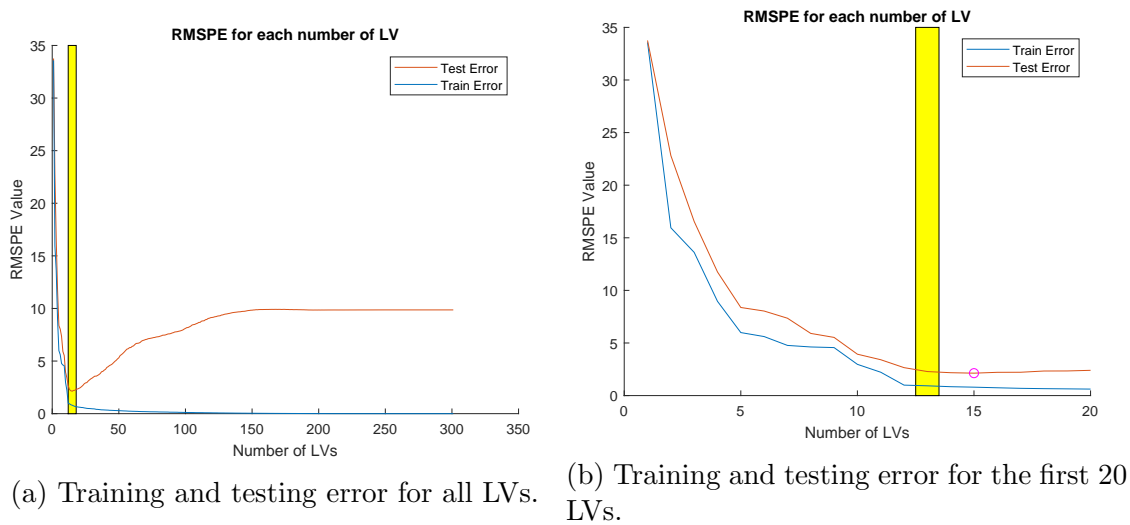 RMSPE for each number of LV
35
30
25
20
15
10
5
0
RMSPE Value
0 50 100 150 200 250 300 350
Number of LVs
Test Error
Train Error
(a) Training and testing error for all LVs.
RMSPE for each number of LV
35
30
25
20
15
10
5
0
RMSPE Value
0 5 10 15 20
Number of LVs
Train Error
Test Error
(b) Training and testing error for the first 20
LVs.